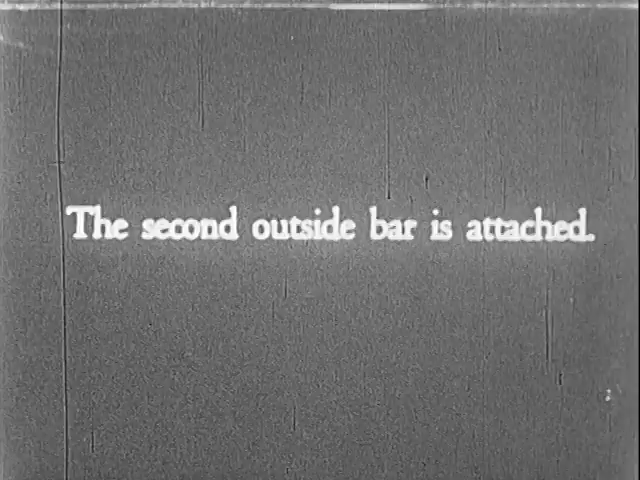 The second outside bar is attached.